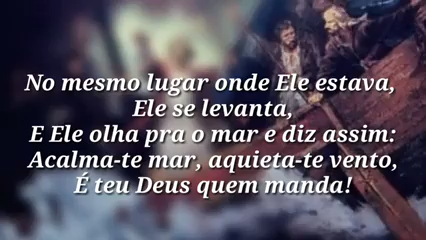 No mesmo lugar onde Ele estava,
Ele se levanta,
E Ele olha pra o mar e diz assim:
Acalma-te mar, aquieta-te vento,
É teu Deus quem manda!